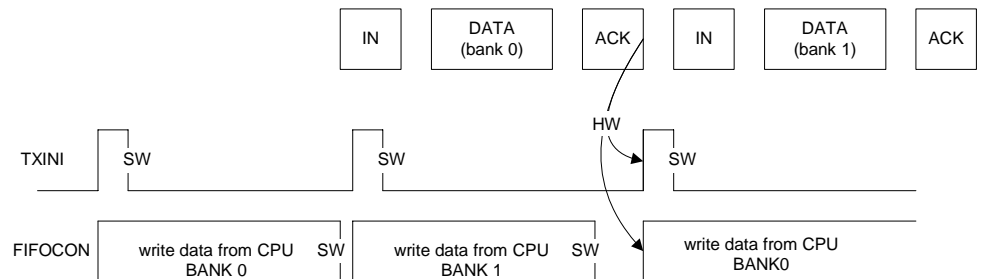 IN DATA ACK IN DATA ACK
(bank 0) (bank 1)
HW
TXINI SW SW SW
FIFOCON write data from CPU SW write data from CPU SW write data from CPU
BANK 0 BANK 1 BANK0